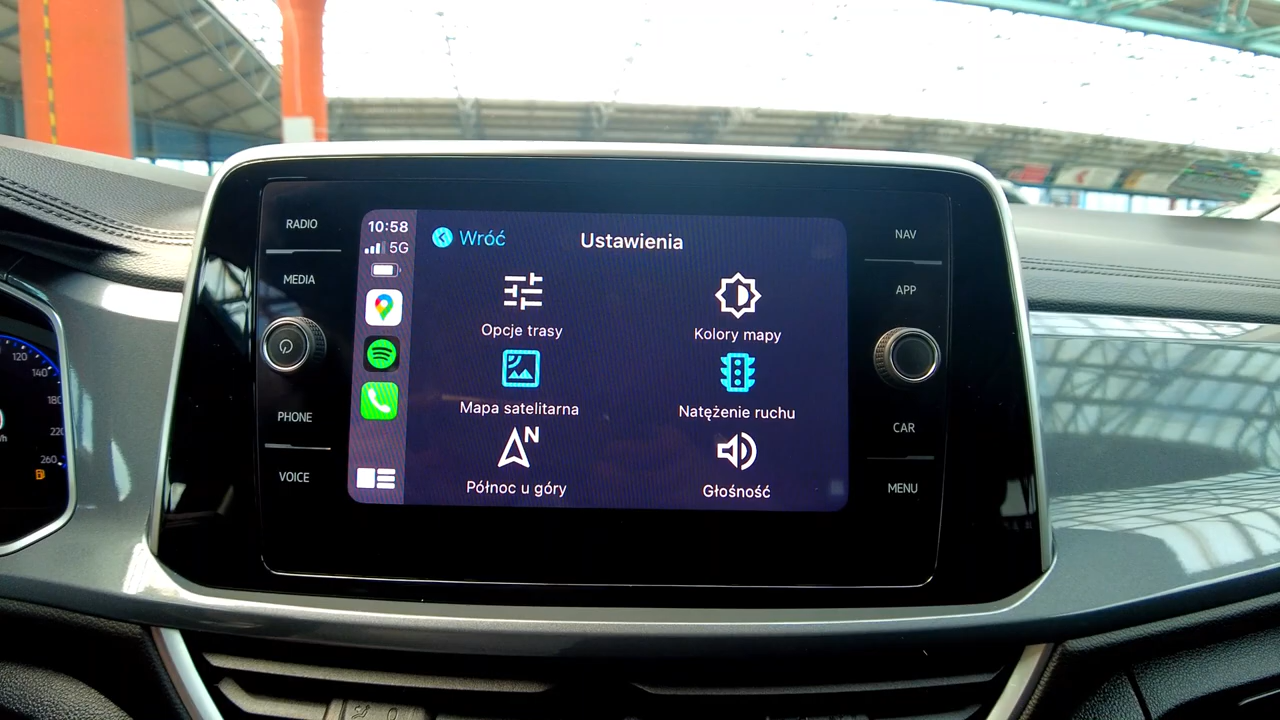 RADIO
MEDIA
PHONE
VOICE
10:58
5G
Wróć
Ustawienia
Opcje trasy
Kolory mapy
Mapa satelitarna
Natężenie ruchu
N
Północ u góry
Głośność
NAV
APP
CAR
MENU
120
140
180
220
260